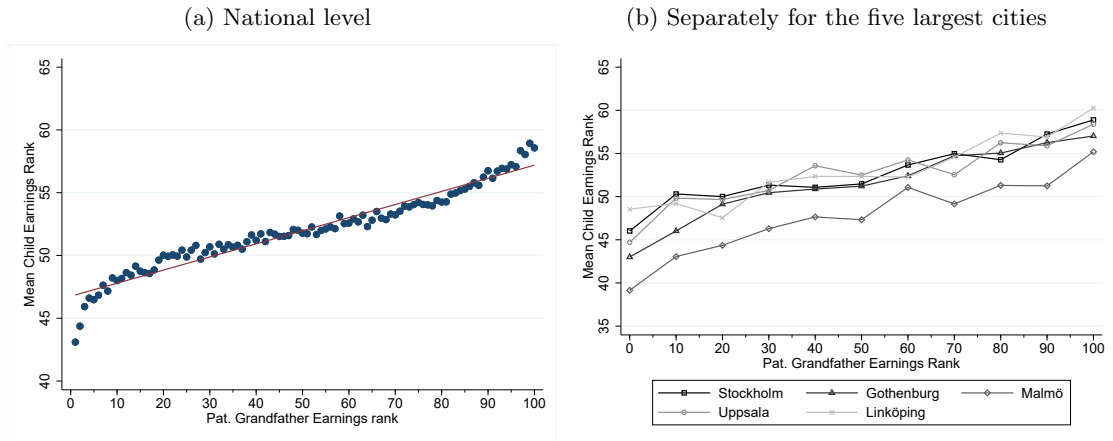 (a) National level
65
60
55
50
45
40
Mean Child Earnings Rank
0 10 20 30 40 50 60 70 80 90 100
Pat. Grandfather Earnings rank
(b) Separately for the five largest cities
65
60
55
50
45
40
35
Mean Child Earnings Rank
0 10 20 30 40 50 60 70 80 90 100
Pat. Grandfather Earnings Rank
Stockholm Gothenburg Malmö
Uppsala Linköping